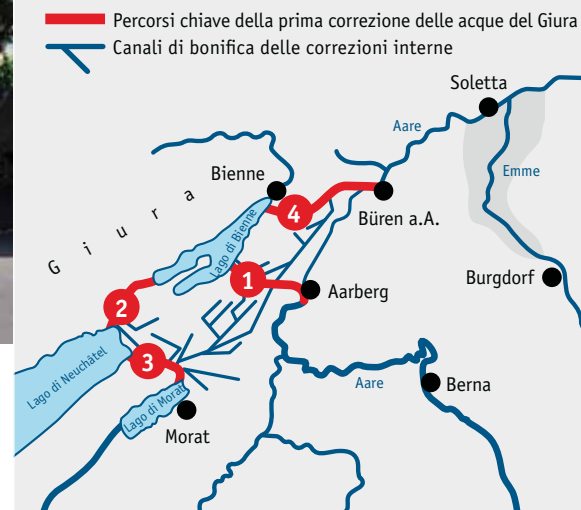 Percorsi chiave della prima correzione delle acque del Giura
Canali di bonifica delle correzioni interne
Soletta
Aare
Emme
Bienne
Giura
4
Büren a.A.
Lago di Bienne
1
Aarberg
Burgdorf
2
3
Lago di Neuchâtel
Lago di Morat
Aare
Berna
Morat